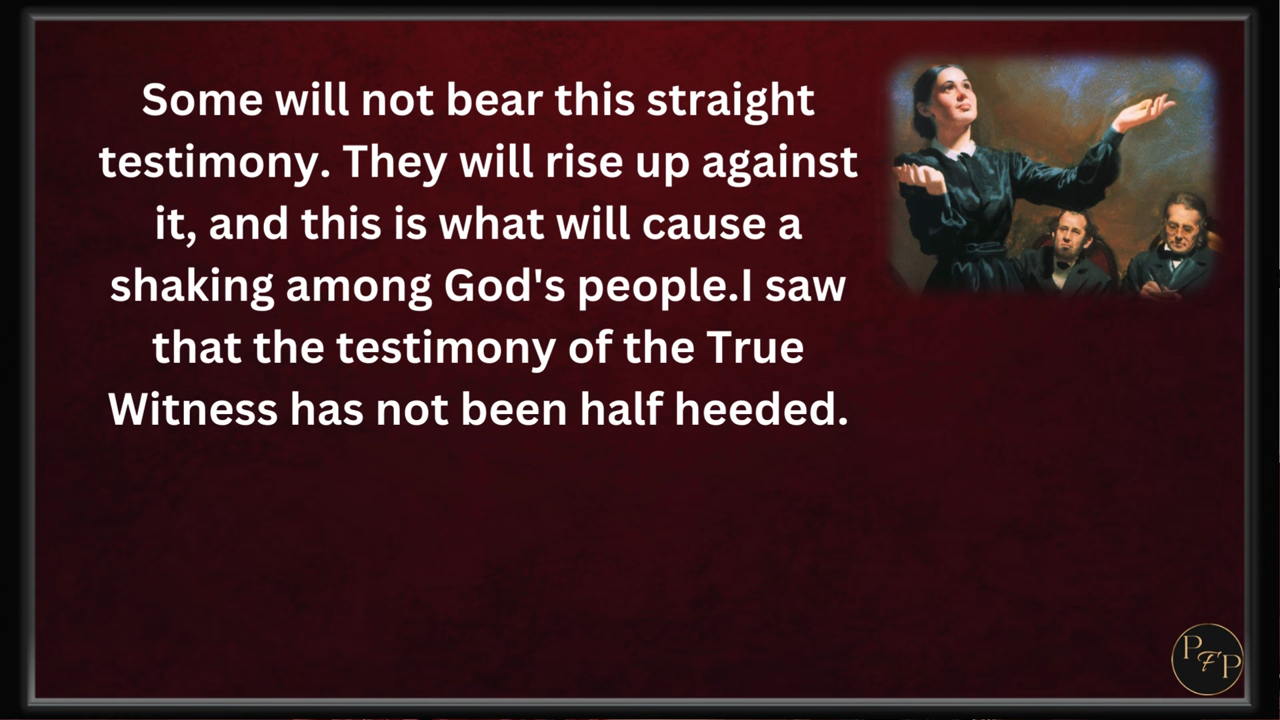 Some will not bear this straight
testimony. They will rise up against
it, and this is what will cause a
shaking among God's people.I saw
that the testimony of the True
Witness has not been half heeded.
PFP